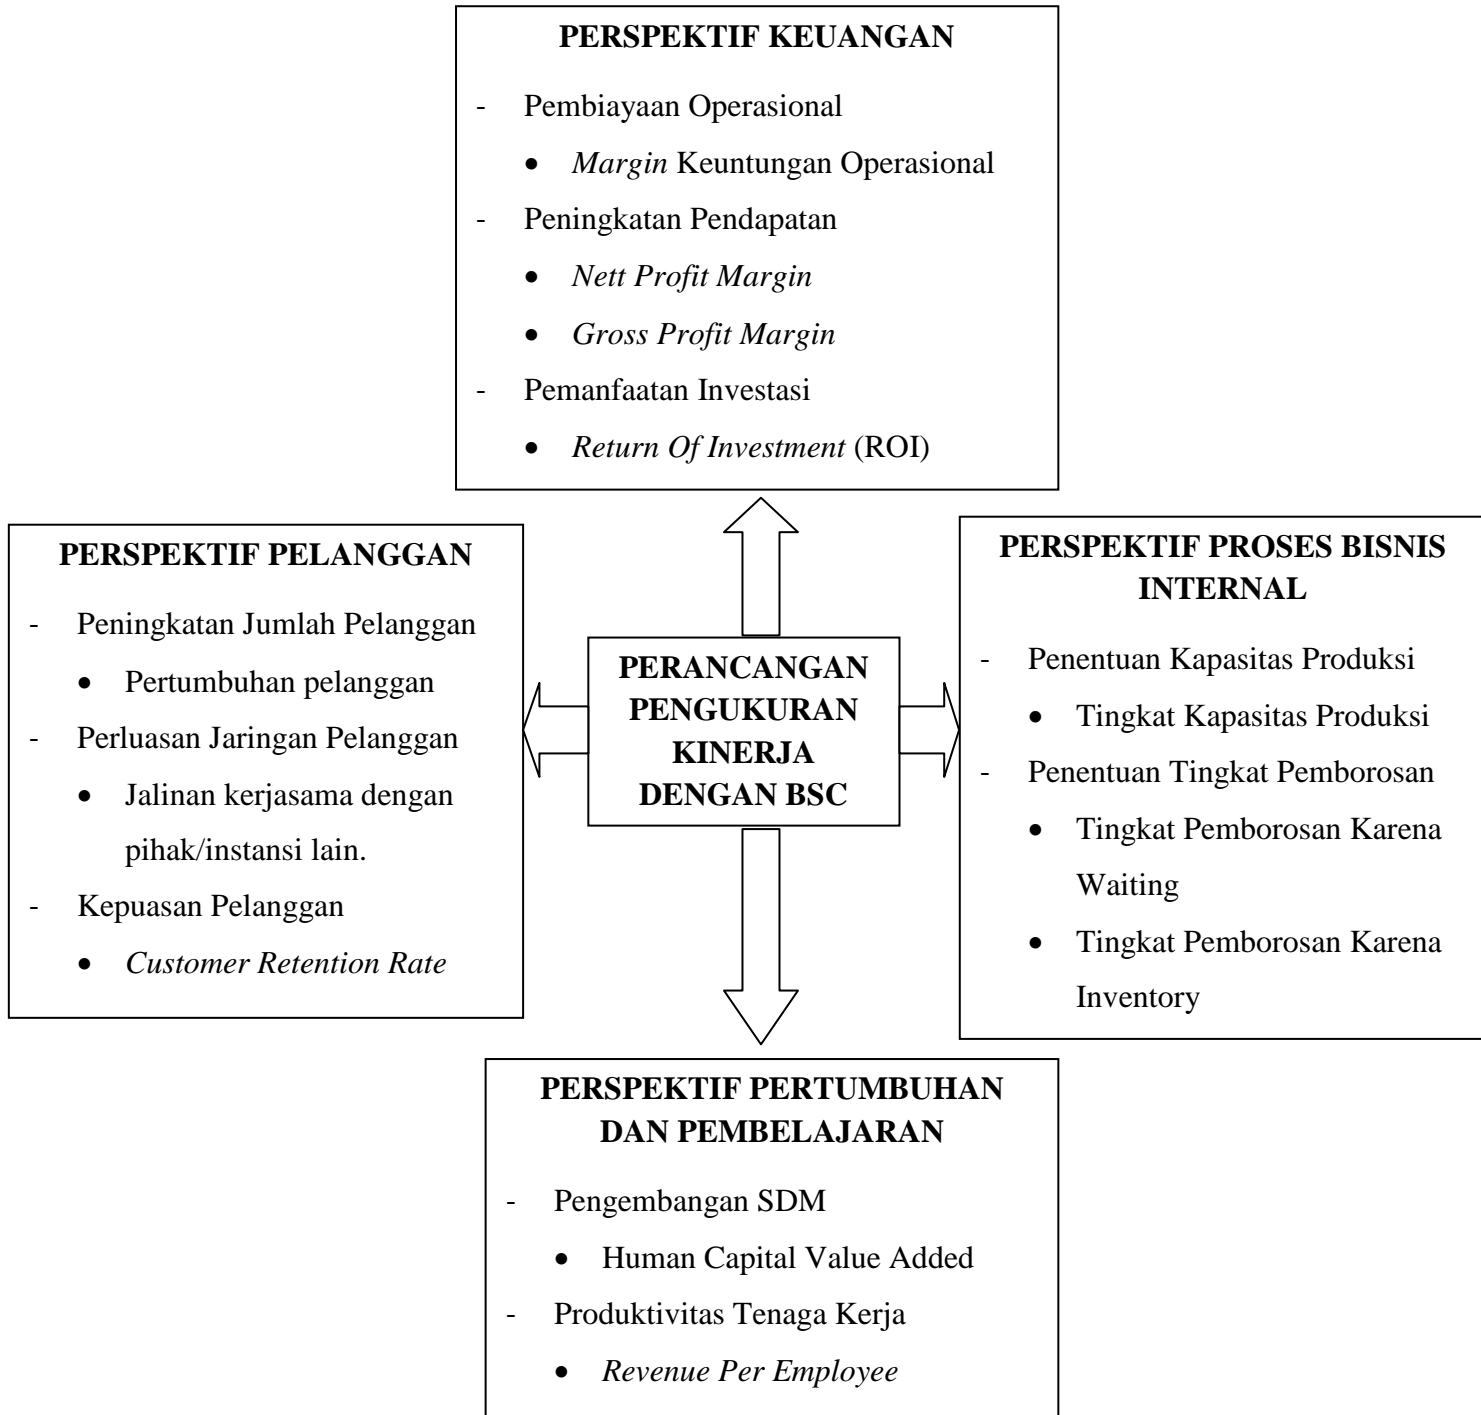 PERSPEKTIF KEUANGAN
- Pembiayaan Operasional
• Margin Keuntungan Operasional
- Peningkatan Pendapatan
• Nett Profit Margin
• Gross Profit Margin
- Pemanfaatan Investasi
• Return Of Investment (ROI)
PERSPEKTIF PELANGGAN
- Peningkatan Jumlah Pelanggan
• Pertumbuhan pelanggan
- Perluasan Jaringan Pelanggan
• Jalinan kerjasama dengan
pihak/instansi lain.
- Kepuasan Pelanggan
• Customer Retention Rate
PERANCANGAN
PENGUKURAN
KINERJA
DENGAN BSC
PERSPEKTIF PROSES BISNIS
INTERNAL
- Penentuan Kapasitas Produksi
• Tingkat Kapasitas Produksi
- Penentuan Tingkat Pemborosan
• Tingkat Pemborosan Karena
Waiting
• Tingkat Pemborosan Karena
Inventory
PERSPEKTIF PERTUMBUHAN
DAN PEMBELAJARAN
- Pengembangan SDM
• Human Capital Value Added
- Produktivitas Tenaga Kerja
• Revenue Per Employee